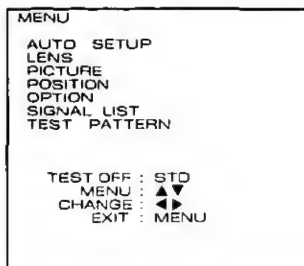 MENU
AUTO SETUP
LENS
PICTURE
POSITION
OPTION
SIGNAL LIST
TEST PATTERN
TEST OFF : STD
MENU : ▲▼
CHANGE : ◀▶
EXIT : MENU